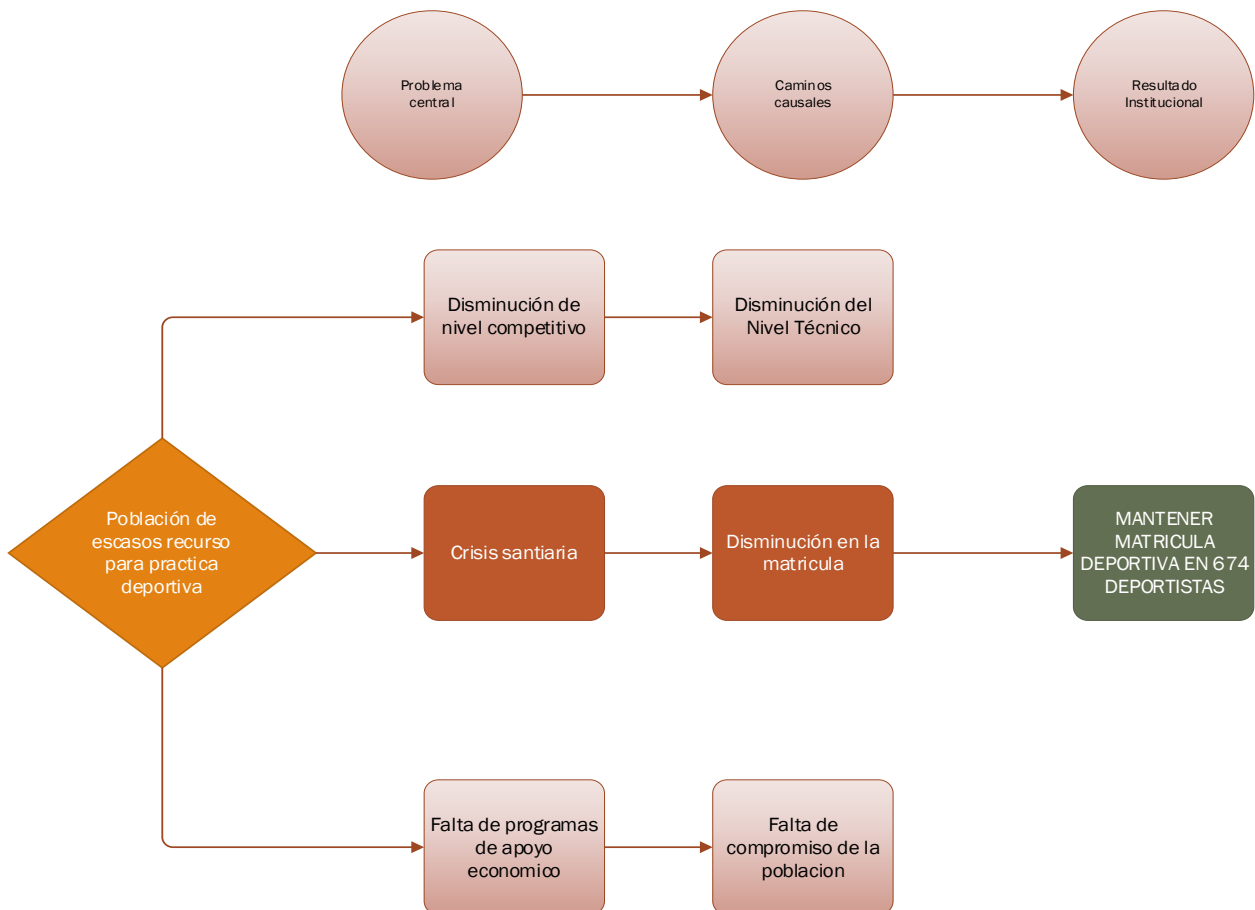 Problema
central
Caminos
causales
Resultado
Institucional
Disminución de
nivel competitivo
Disminución del
Nivel Técnico
Población de
escasos recurso
para practica
deportiva
Crisis santiaria
Disminución en la
matricula
MANTENER
MATRICULA
DEPORTIVA EN 674
DEPORTISTAS
Falta de programas
de apoyo
economico
Falta de
compromiso de la
poblacion